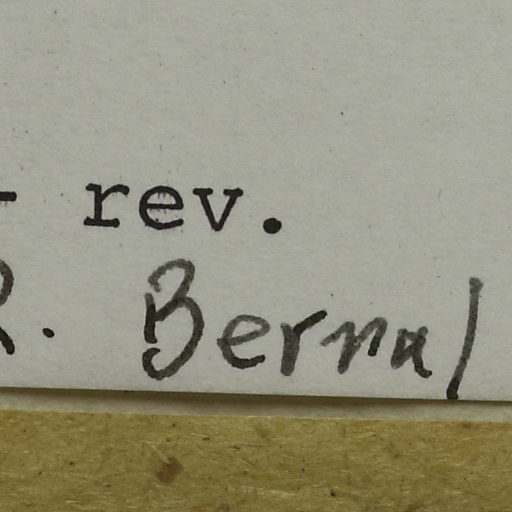 - rev.
R. Bernal